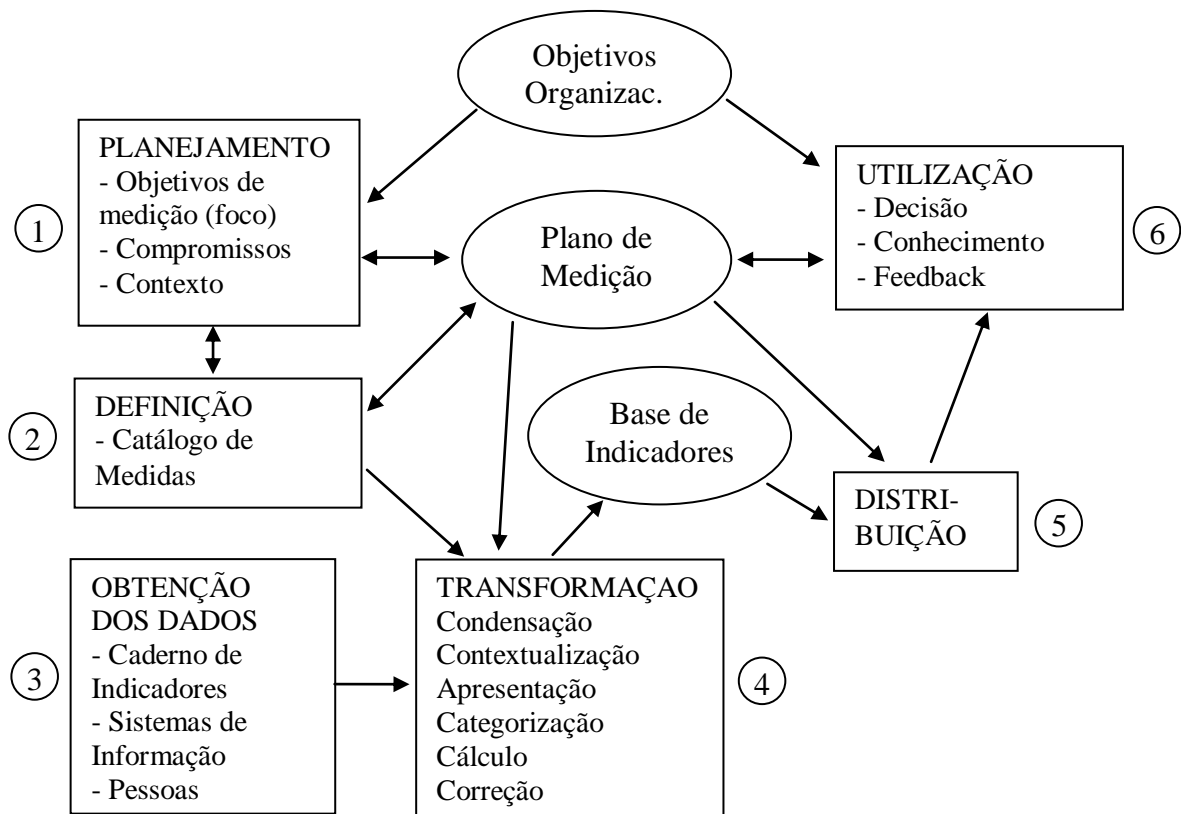 Objetivos
Organizac.
PLANEJAMENTO
- Objetivos de
medição (foco)
- Compromissos
- Contexto
1
UTILIZAÇÃO
- Decisão
- Conhecimento
- Feedback
6
Plano de
Medição
DEFINIÇÃO
- Catálogo de
Medidas
2
Base de
Indicadores
DISTRI-
BUIÇÃO
5
OBTENÇÃO
DOS DADOS
- Caderno de
Indicadores
- Sistemas de
Informação
- Pessoas
3
TRANSFORMAÇAO
Condensação
Contextualização
Apresentação
Categorização
Cálculo
Correção
4